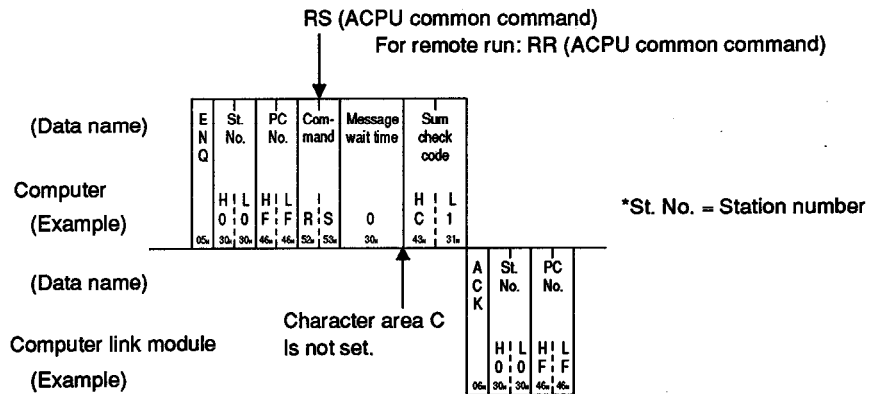 RS (ACPU common command)
For remote run: RR (ACPU common command)
(Data name)
E N Q
St. No.
PC No.
Com- mand
Message wait time
Sum check code
Computer
(Example)
H L H L H L
0 0 F F R S 0 C 1
05H 30H 30H 46H 46H 52H 53H 30H 43H 31H
*St. No. = Station number
(Data name)
A C K
St. No.
PC No.
Character area C
Is not set.
Computer link module
(Example)
H L H L
0 0 F F
06H 30H 30H 46H 46H